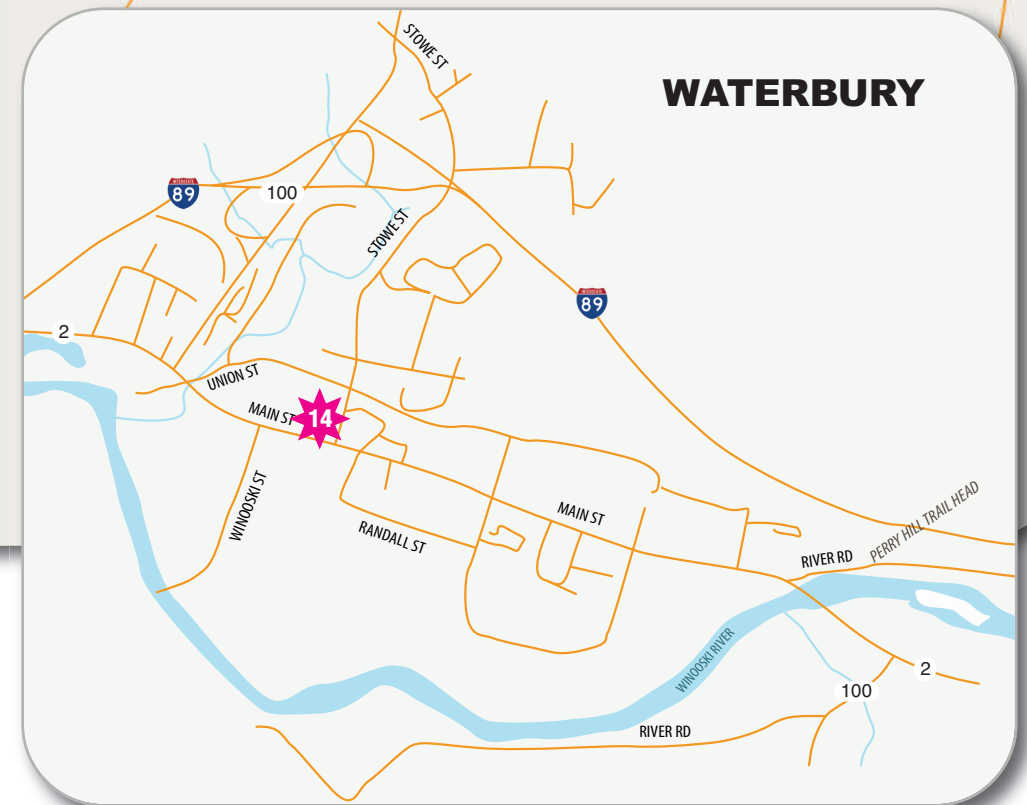 STOWE ST
WATERBURY
INTERSTATE
89
100
STOWE ST
INTERSTATE
89
2
UNION ST
MAIN ST
14
WINOOSKI ST
RANDALL ST
MAIN ST
RIVER RD
PERRY HILL TRAIL HEAD
WINOOSKI RIVER
2
100
RIVER RD